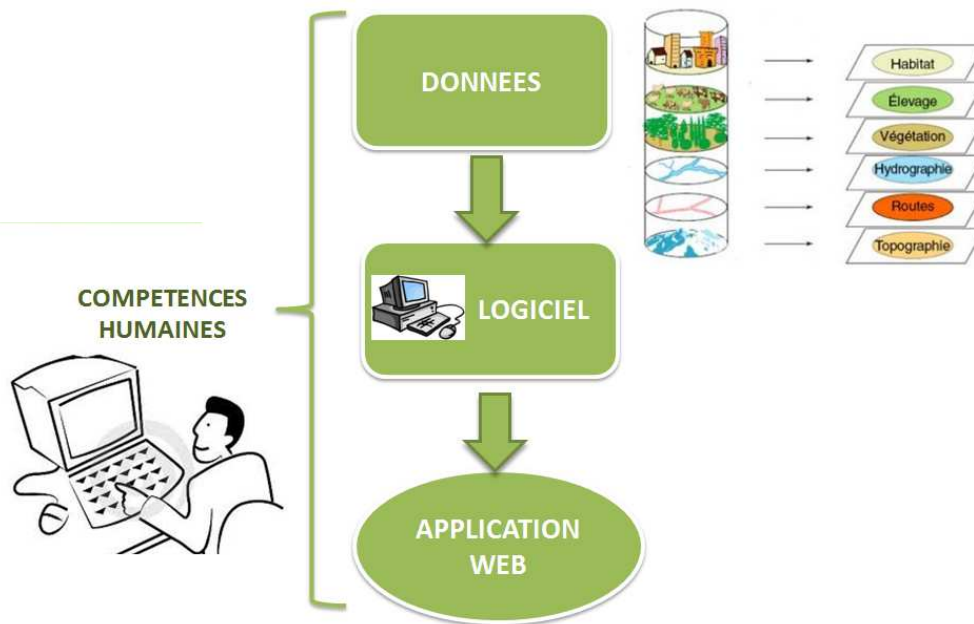 DONNEES
Habitat
Élevage
Végétation
Hydrographie
Routes
Topographie
COMPETENCES
HUMAINES
LOGICIEL
APPLICATION
WEB